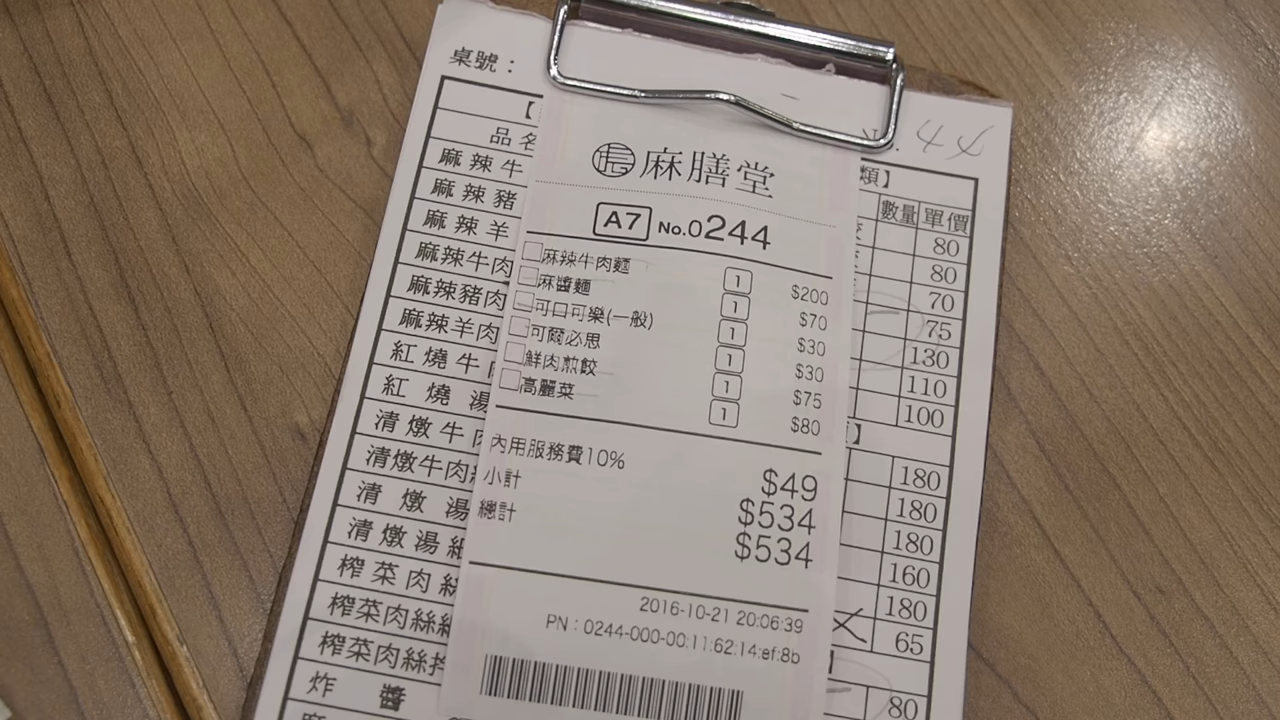 桌號：
44
品名
類】
數量 單價
麻辣牛
80
麻辣豬
80
麻辣羊
70
麻辣牛肉
75
麻辣豬肉
130
麻辣羊肉
110
紅燒牛
100
紅燒湯
清燉牛肉
180
清燉牛肉
180
清燉湯
180
清燉湯細
160
榨菜肉絲
180
榨菜肉絲
65
榨菜肉絲拌
炸醬
80
麻膳堂
A7 No.0244
麻辣牛肉麵 1 $200
麻醬麵 1 $70
可口可樂(一般) 1 $30
可爾必思 1 $30
鮮肉煎餃 1 $75
高麗菜 1 $80
內用服務費10% $49
小計 $534
總計 $534
2016-10-21 20:06:39
PN：0244-000-00:11:62:14:ef:8b